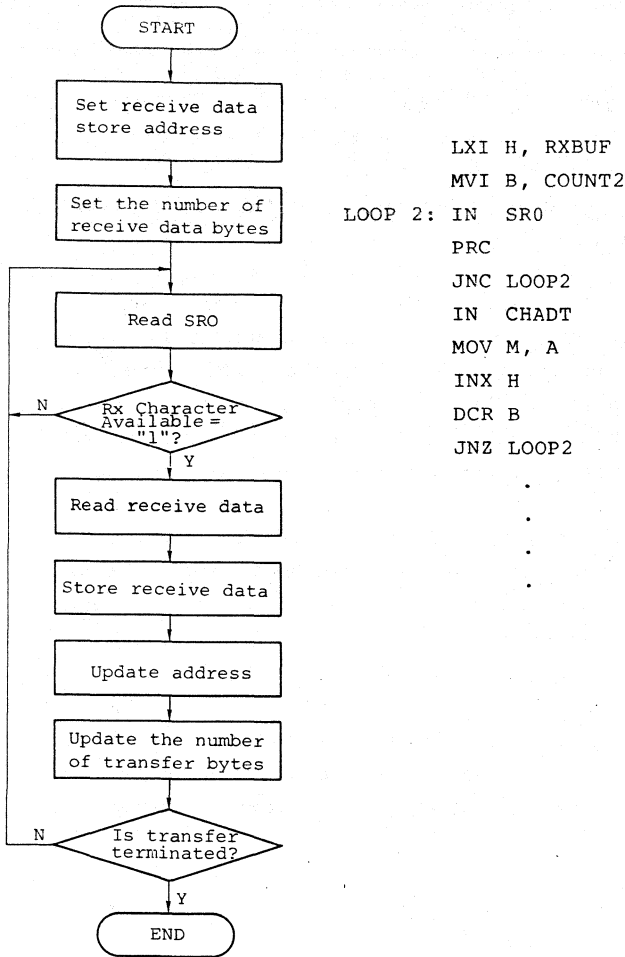 START
Set receive data
store address
Set the number of
receive data bytes
Read SRO
N
Rx Character
Available =
"1"?
Y
Read receive data
Store receive data
Update address
Update the number
of transfer bytes
N
Is transfer
terminated?
Y
END
LXI H, RXBUF
MVI B, COUNT2
LOOP 2: IN SR0
PRC
JNC LOOP2
IN CHADT
MOV M, A
INX H
DCR B
JNZ LOOP2
.
.
.
.